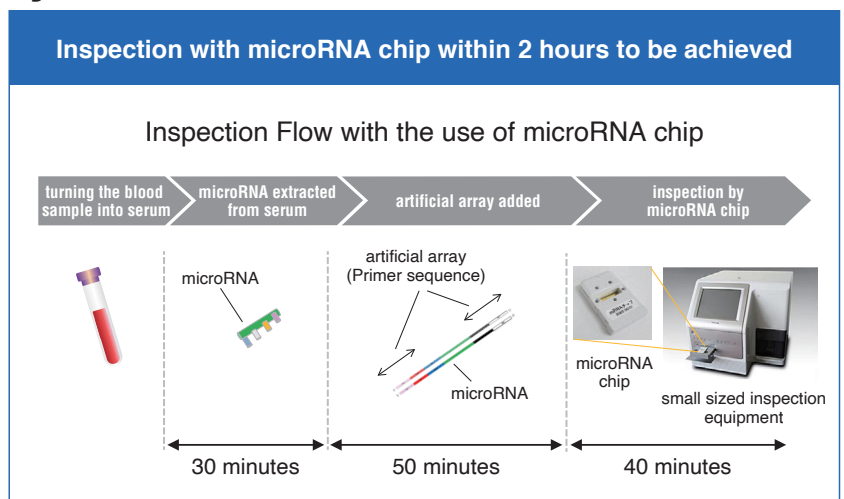 Inspection with microRNA chip within 2 hours to be achieved
Inspection Flow with the use of microRNA chip
turning the blood
sample into serum
microRNA extracted
from serum
artificial array added
inspection by
microRNA chip
microRNA
artificial array
(Primer sequence)
microRNA
microRNA
chip
small sized inspection
equipment
30 minutes
50 minutes
40 minutes